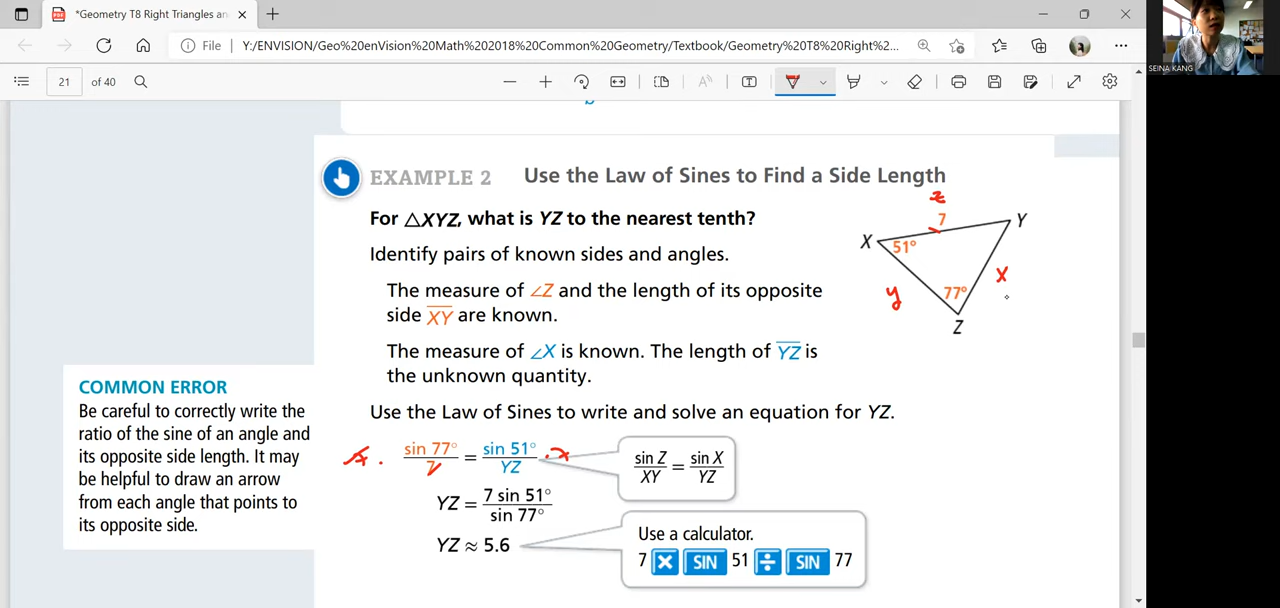 *Geometry T8 Right Triangles an
SEINA KANG
File
Y:/ENVISION/Geo%20enVision%20Math%202018%20Common%20Geometry/Textbook/Geometry%20T8%20Right%2...
21 of 40
EXAMPLE 2 Use the Law of Sines to Find a Side Length
For △XYZ, what is YZ to the nearest tenth?
Identify pairs of known sides and angles.
The measure of ∠Z and the length of its opposite
side XY are known.
The measure of ∠X is known. The length of YZ is
the unknown quantity.
Use the Law of Sines to write and solve an equation for YZ.
z
7
Y
X
51°
x
y
77°
Z
COMMON ERROR
Be careful to correctly write the
ratio of the sine of an angle and
its opposite side length. It may
be helpful to draw an arrow
from each angle that points to
its opposite side.
sin 77° / 7 = sin 51° / YZ
sin Z / XY = sin X / YZ
YZ = 7 sin 51° / sin 77°
YZ ≈ 5.6
Use a calculator.
7 × SIN 51 ÷ SIN 77